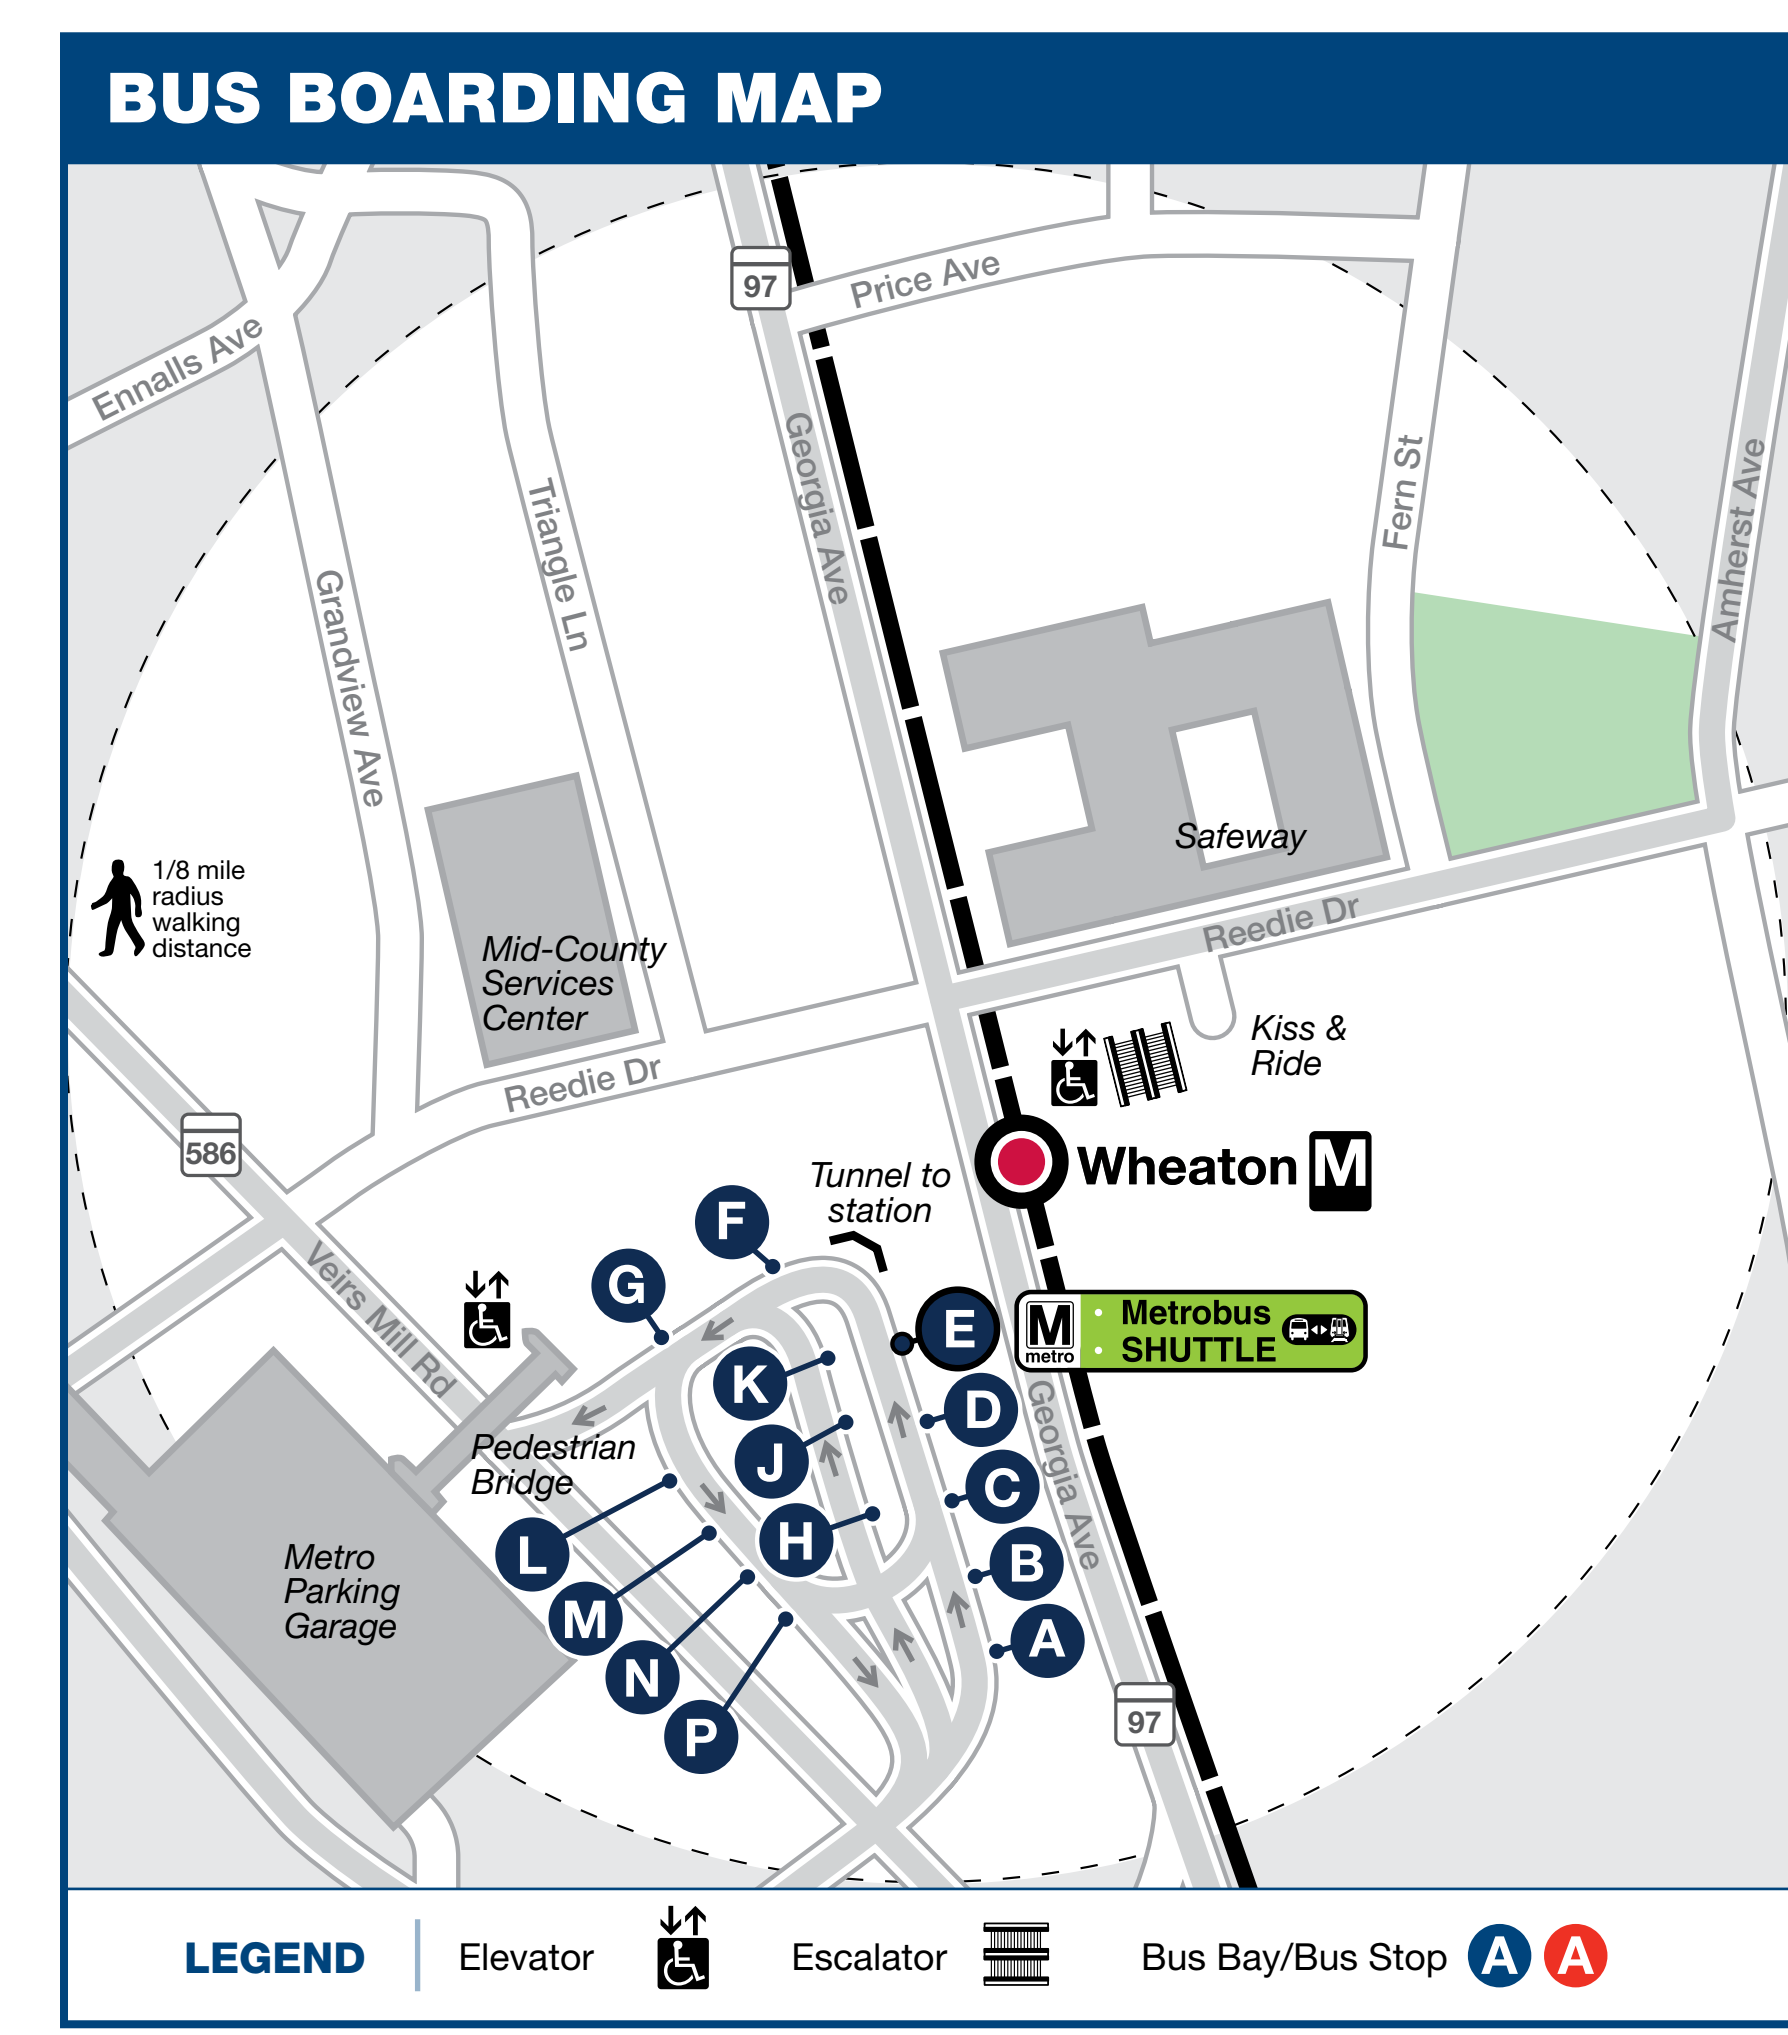 BUS BOARDING MAP
97
Price Ave
Ennalls Ave
Georgia Ave
Fern St
Amherst Ave
Triangle Ln
Grandview Ave
Safeway
1/8 mile
radius
walking
distance
Reedie Dr
Mid-County
Services
Center
Kiss &
Ride
Reedie Dr
586
Wheaton M
Tunnel to
station
F
G
Veirs Mill Rd
E
M
metro
Metrobus
SHUTTLE
K
D
Georgia Ave
Pedestrian
Bridge
J
C
H
L
B
Metro
Parking
Garage
M
A
N
P
97
LEGEND
Elevator
Escalator
Bus Bay/Bus Stop A A